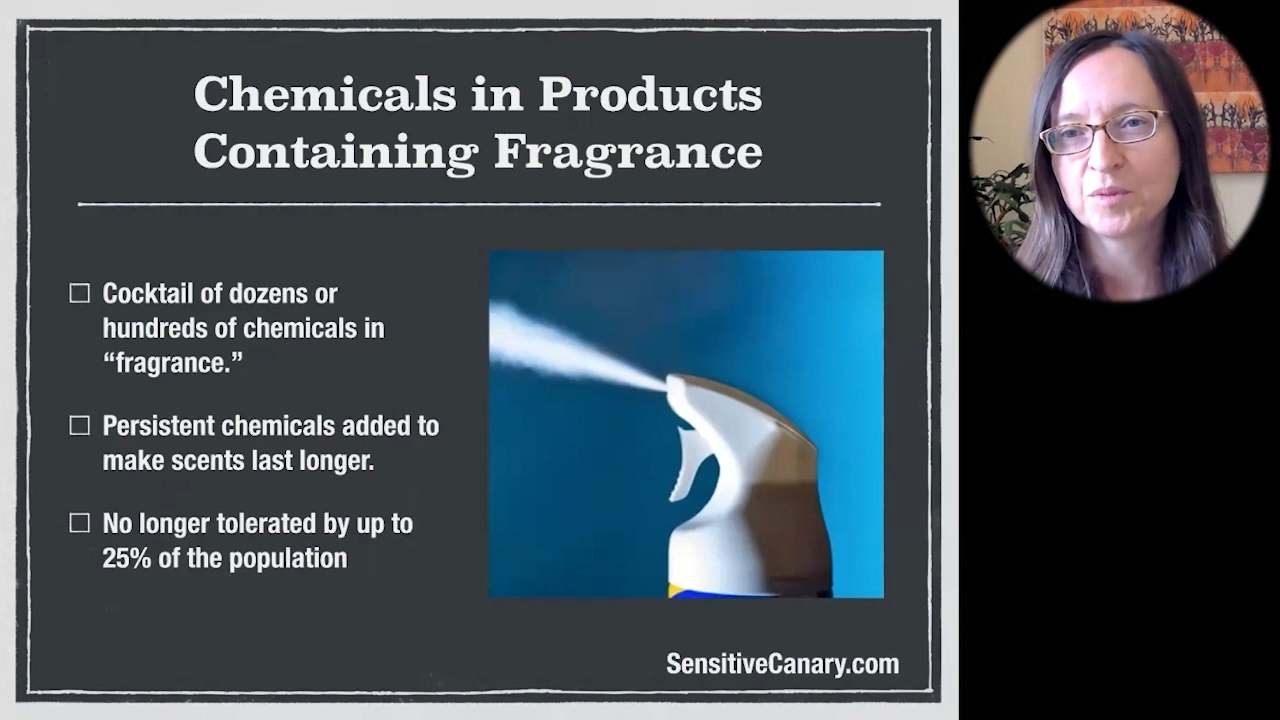 Chemicals in Products
Containing Fragrance
Cocktail of dozens or
hundreds of chemicals in
“fragrance.”
Persistent chemicals added to
make scents last longer.
No longer tolerated by up to
25% of the population
SensitiveCanary.com